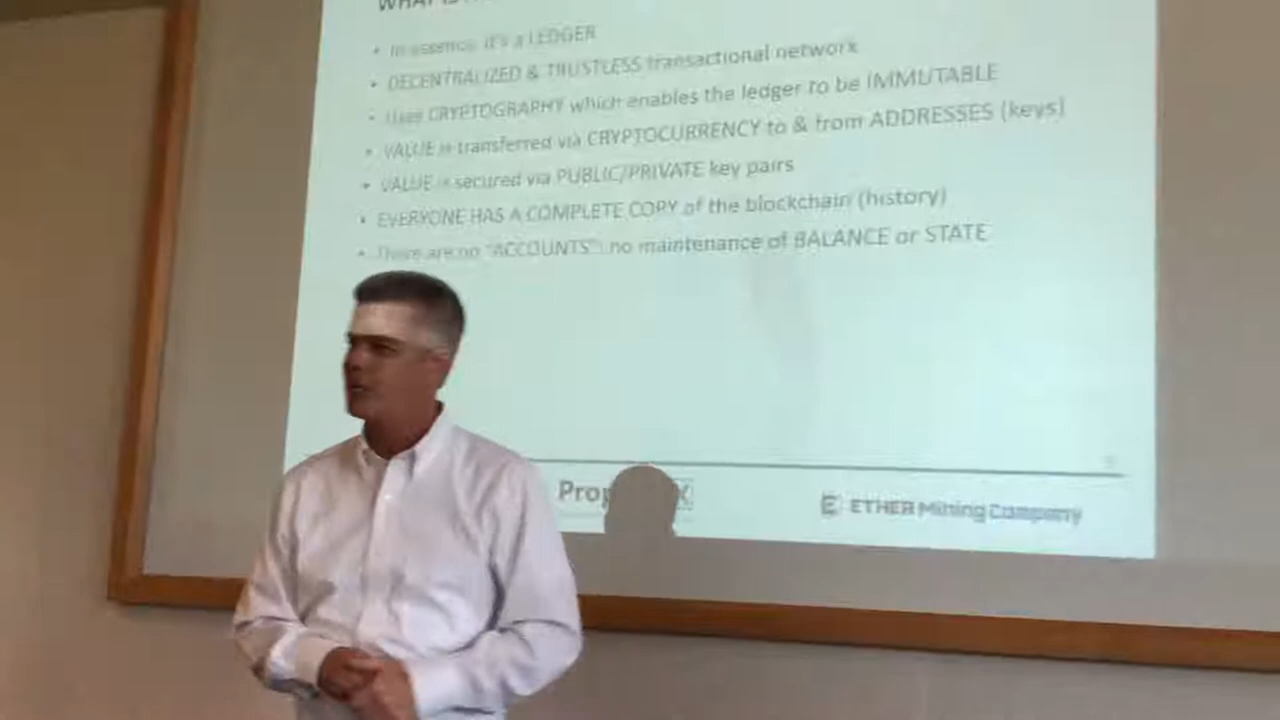 WHAT IS
• In essence, it's a LEDGER
• DECENTRALIZED & TRUSTLESS transactional network
• Uses CRYPTOGRAPHY which enables the ledger to be IMMUTABLE
• VALUE is transferred via CRYPTOCURRENCY to & from ADDRESSES (keys)
• VALUE is secured via PUBLIC/PRIVATE key pairs
• EVERYONE HAS A COMPLETE COPY of the blockchain (history)
• There are no "ACCOUNTS"; no maintenance of BALANCE or STATE
ETHER Mining Company